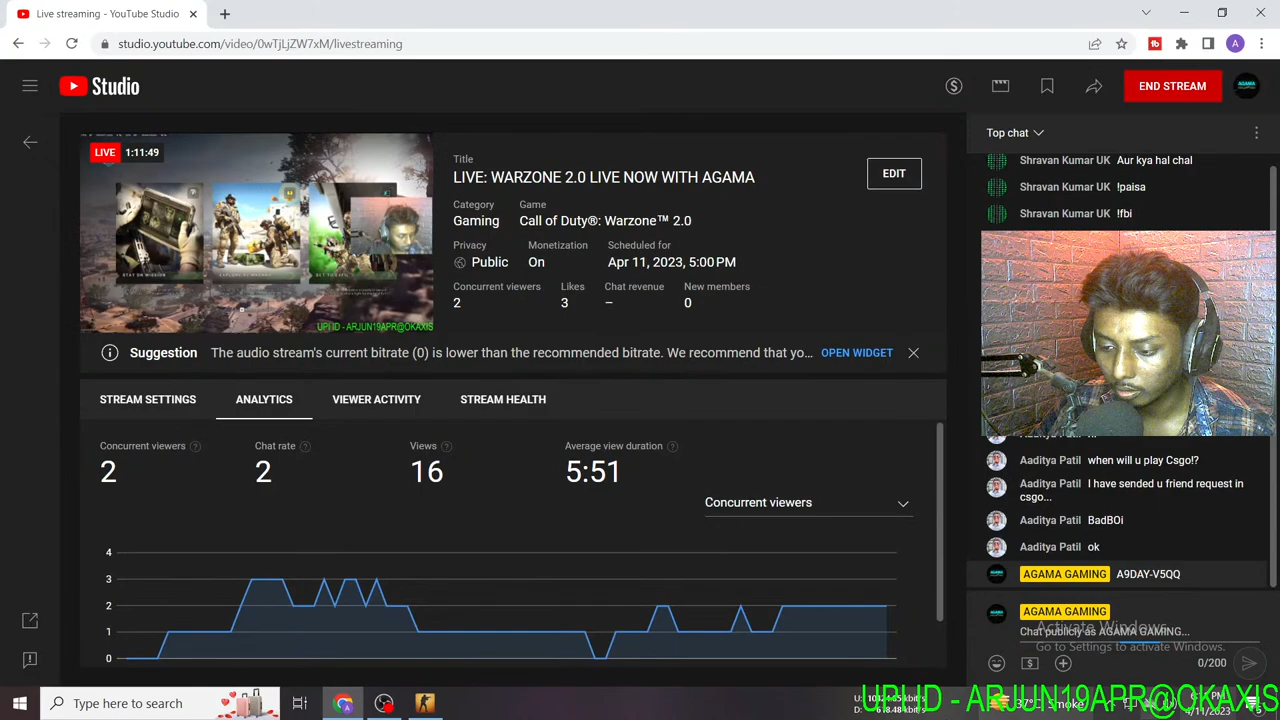 Live streaming - YouTube Studio
studio.youtube.com/video/0wTjLjZW7xM/livestreaming
A
Studio
END STREAM
LIVE 1:11:49
UPI ID - ARJUN19APR@OKAXIS
Title
LIVE: WARZONE 2.0 LIVE NOW WITH AGAMA
EDIT
Category Game
Gaming Call of Duty®: Warzone™ 2.0
Privacy Monetization Scheduled for
Public On Apr 11, 2023, 5:00 PM
Concurrent viewers Likes Chat revenue New members
2 3 – 0
Suggestion The audio stream's current bitrate (0) is lower than the recommended bitrate. We recommend that yo... OPEN WIDGET
STREAM SETTINGS ANALYTICS VIEWER ACTIVITY STREAM HEALTH
Concurrent viewers Chat rate Views Average view duration
2 2 16 5:51
Concurrent viewers
4
3
2
1
0
Top chat
Shravan Kumar UK Aur kya hal chal
Shravan Kumar UK !paisa
Shravan Kumar UK !fbi
Aaditya Patil when will u play Csgo!?
Aaditya Patil I have sended u friend request in
csgo...
Aaditya Patil BadBOi
Aaditya Patil ok
AGAMA GAMING A9DAY-V5QQ
AGAMA GAMING
Chat publicly as AGAMA GAMING...
Activate Windows
Go to Settings to activate Windows.
0/200
Type here to search
UPI ID - ARJUN19APR@OKAXIS
37° Smoke
4/11/2023